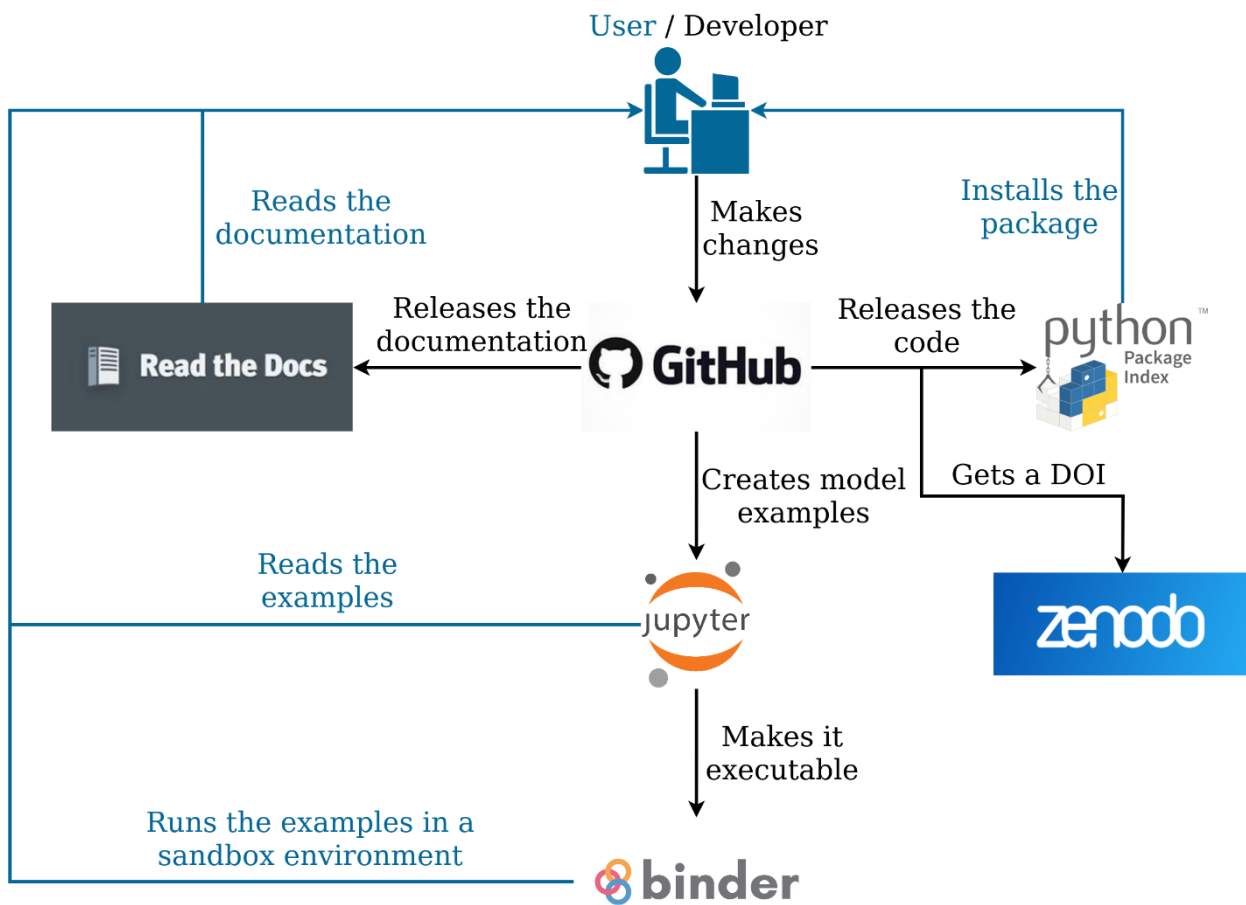 User / Developer
Reads the
documentation
Makes
changes
Installs the
package
Read the Docs
Releases the
documentation
GitHub
Releases the
code
python™
Package
Index
Creates model
examples
Gets a DOI
Reads the
examples
jupyter
zenodo
Makes it
executable
Runs the examples in a
sandbox environment
binder